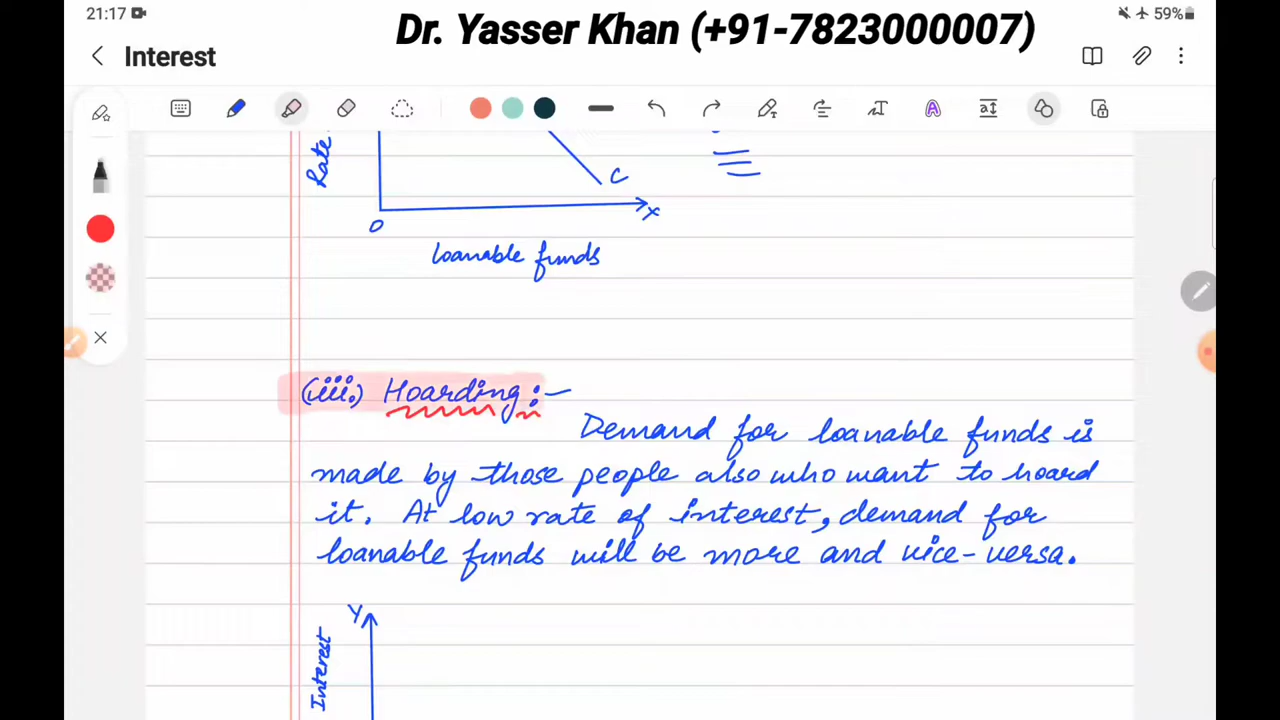 21:17
59%
Dr. Yasser Khan (+91-7823000007)
Interest
Rate
C
X
O
Loanable funds
(iii.) Hoarding :-
Demand for loanable funds is
made by those people also who want to hoard
it. At low rate of interest, demand for
loanable funds will be more and vice-versa.
Y
Interest